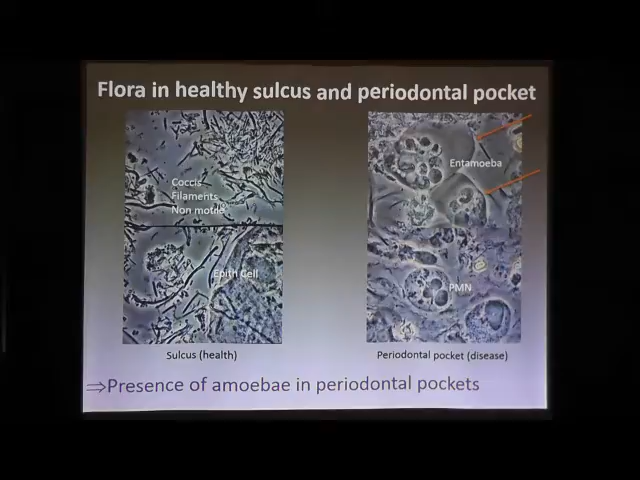 Flora in healthy sulcus and periodontal pocket
Coccis
Filaments
Non motile
Epith Cell
Entamoeba
PMN
Sulcus (health)
Periodontal pocket (disease)
⇒Presence of amoebae in periodontal pockets